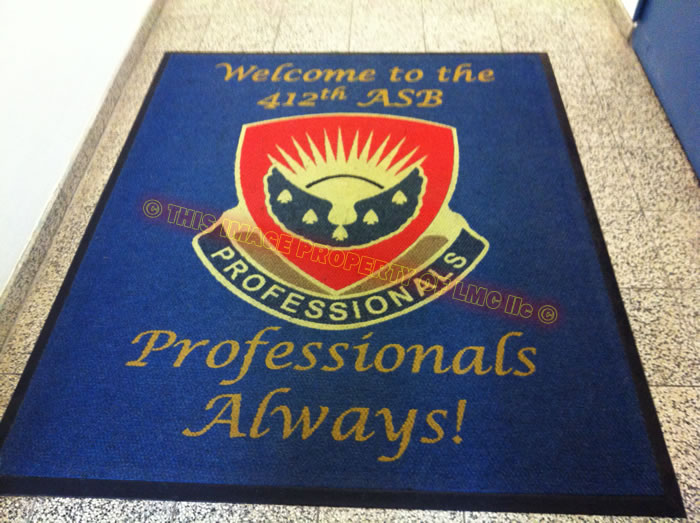 Welcome to the
412th ASB
© THIS IMAGE PROPERTY OF LMC llc ©
PROFESSIONALS
Professionals
Always!